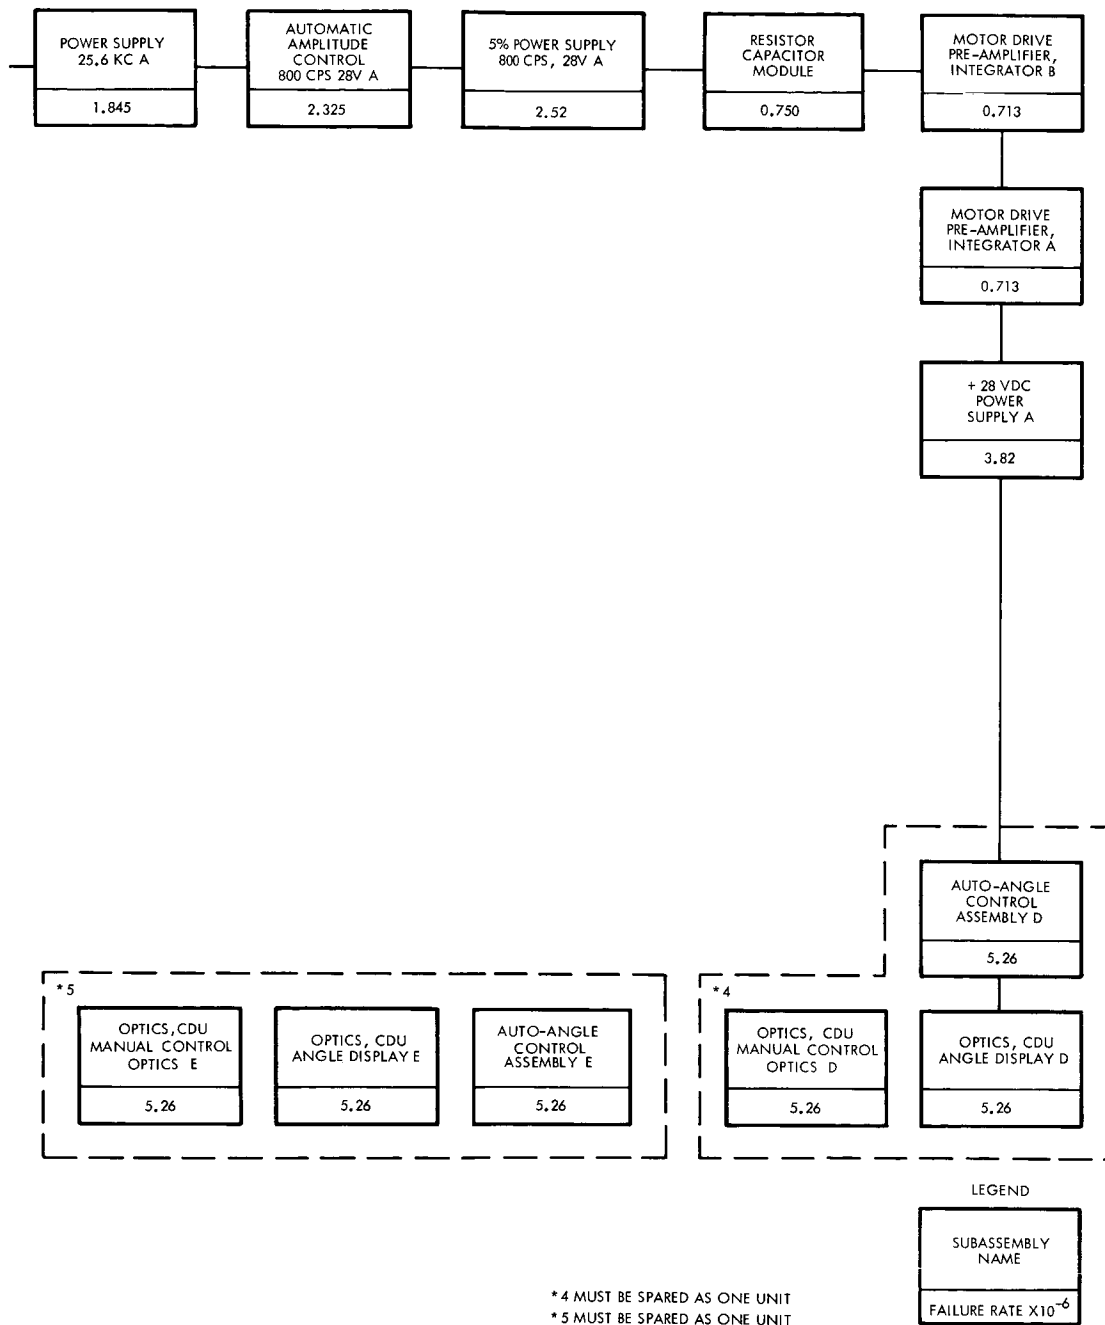 POWER SUPPLY
25.6 KC A
1.845
AUTOMATIC
AMPLITUDE
CONTROL
800 CPS 28V A
2.325
5% POWER SUPPLY
800 CPS, 28V A
2.52
RESISTOR
CAPACITOR
MODULE
0.750
MOTOR DRIVE
PRE-AMPLIFIER,
INTEGRATOR B
0.713
MOTOR DRIVE
PRE-AMPLIFIER,
INTEGRATOR A
0.713
+ 28 VDC
POWER
SUPPLY A
3.82
AUTO-ANGLE
CONTROL
ASSEMBLY D
5.26
*5
OPTICS, CDU
MANUAL CONTROL
OPTICS E
5.26
OPTICS, CDU
ANGLE DISPLAY E
5.26
AUTO-ANGLE
CONTROL
ASSEMBLY E
5.26
*4
OPTICS, CDU
MANUAL CONTROL
OPTICS D
5.26
OPTICS, CDU
ANGLE DISPLAY D
5.26
LEGEND
SUBASSEMBLY
NAME
FAILURE RATE X10⁻⁶
*4 MUST BE SPARED AS ONE UNIT
*5 MUST BE SPARED AS ONE UNIT